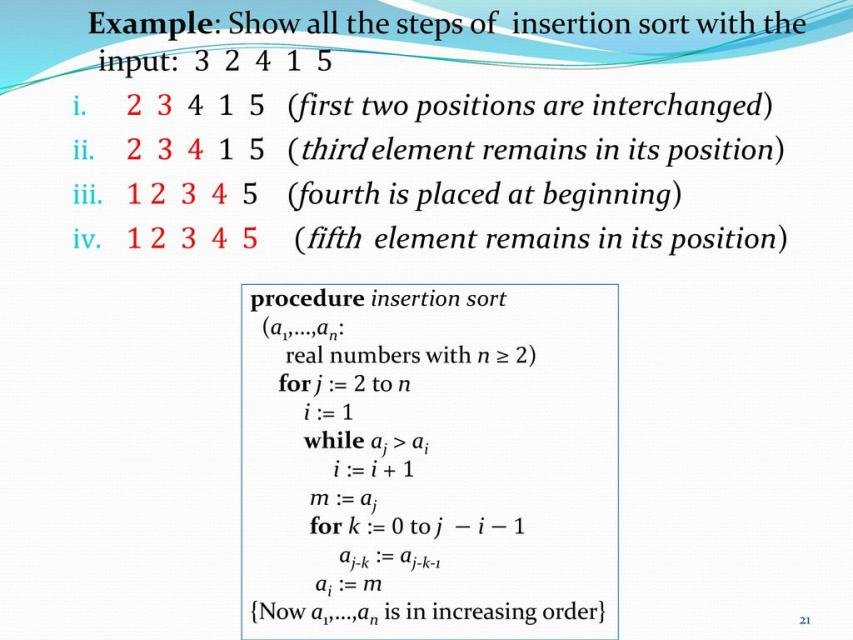 Example: Show all the steps of insertion sort with the
input: 3 2 4 1 5
i. 2 3 4 1 5 (first two positions are interchanged)
ii. 2 3 4 1 5 (third element remains in its position)
iii. 1 2 3 4 5 (fourth is placed at beginning)
iv. 1 2 3 4 5 (fifth element remains in its position)
procedure insertion sort
(a₁,...,aₙ:
real numbers with n ≥ 2)
for j := 2 to n
i := 1
while aⱼ > aᵢ
i := i + 1
m := aⱼ
for k := 0 to j − i − 1
a_{j-k} := a_{j-k-1}
aᵢ := m
{Now a₁,...,aₙ is in increasing order}
21